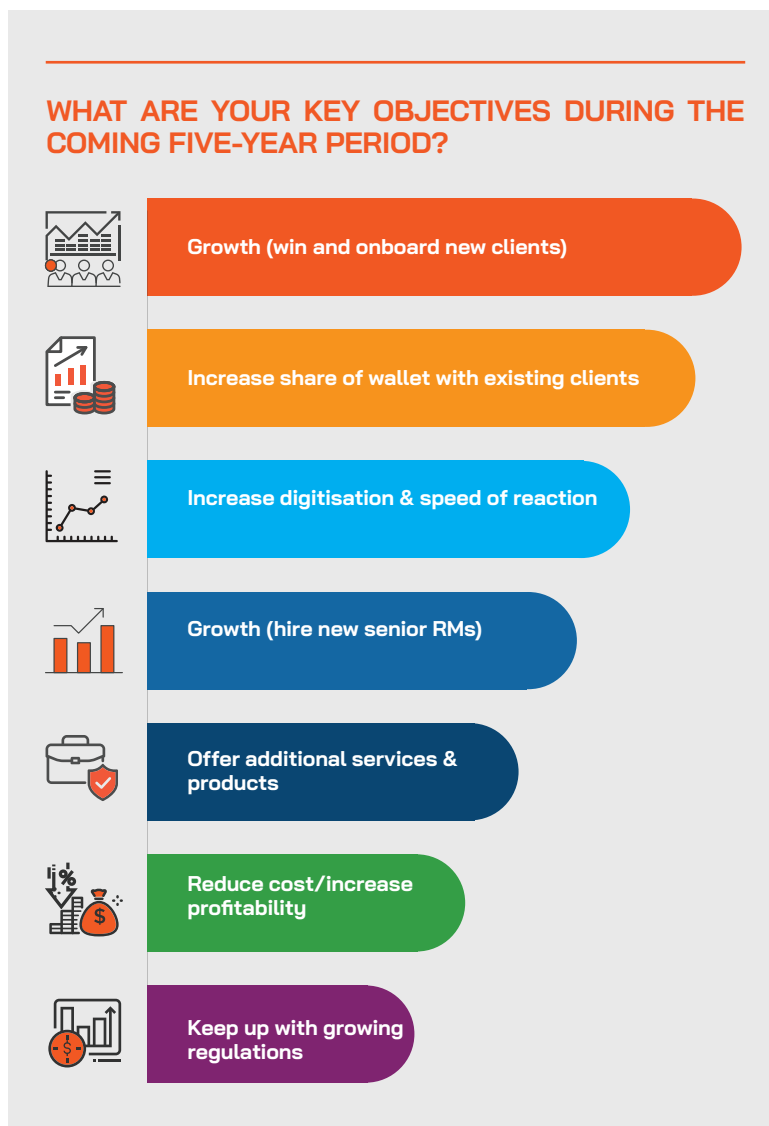 WHAT ARE YOUR KEY OBJECTIVES DURING THE
COMING FIVE-YEAR PERIOD?
Growth (win and onboard new clients)
Increase share of wallet with existing clients
Increase digitisation & speed of reaction
Growth (hire new senior RMs)
Offer additional services &
products
%
Reduce cost/increase
profitability
$
Keep up with growing
regulations
$